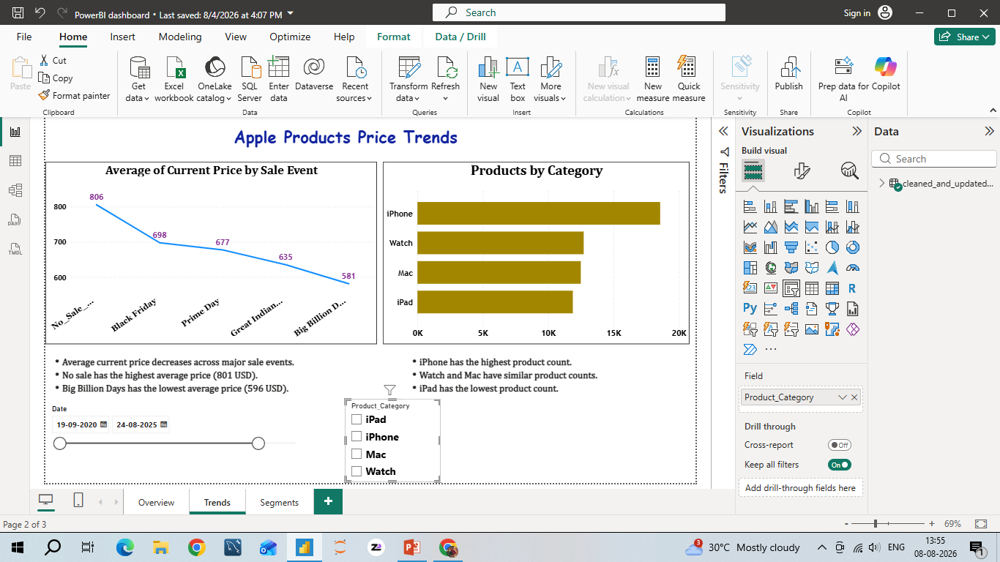 PowerBI dashboard • Last saved: 8/4/2026 at 4:07 PM
Search
Sign in
File Home Insert Modeling View Optimize Help Format Data / Drill
Share
Paste
Cut
Copy
Format painter
Get data
Excel workbook
OneLake catalog
SQL Server
Enter data
Dataverse
Recent sources
Transform data
Refresh
New visual
Text box
More visuals
New visual calculation
New measure
Quick measure
Sensitivity
Publish
Prep data for AI
Copilot
Clipboard
Data
Queries
Insert
Calculations
Sensitivity
Share
Copilot
Apple Products Price Trends
Average of Current Price by Sale Event
800
700
600
806
698
677
635
581
No_Sale_...
Black Friday
Prime Day
Great Indian...
Big Billion D...
Products by Category
iPhone
Watch
Mac
iPad
0K 5K 10K 15K 20K
• Average current price decreases across major sale events.
• No sale has the highest average price (801 USD).
• Big Billion Days has the lowest average price (596 USD).
• iPhone has the highest product count.
• Watch and Mac have similar product counts.
• iPad has the lowest product count.
Date
19-09-2020
24-08-2025
Product_Category
iPad
iPhone
Mac
Watch
Filters
Visualizations
Build visual
123
R
Py
...
Field
Product_Category
Drill through
Cross-report
Off
Keep all filters
On
Add drill-through fields here
Data
Search
cleaned_and_updated...
DAX
TMDL
Overview
Trends
Segments
+
Page 2 of 3
- + 69%
3
30°C Mostly cloudy
ENG
13:55
08-08-2026
1